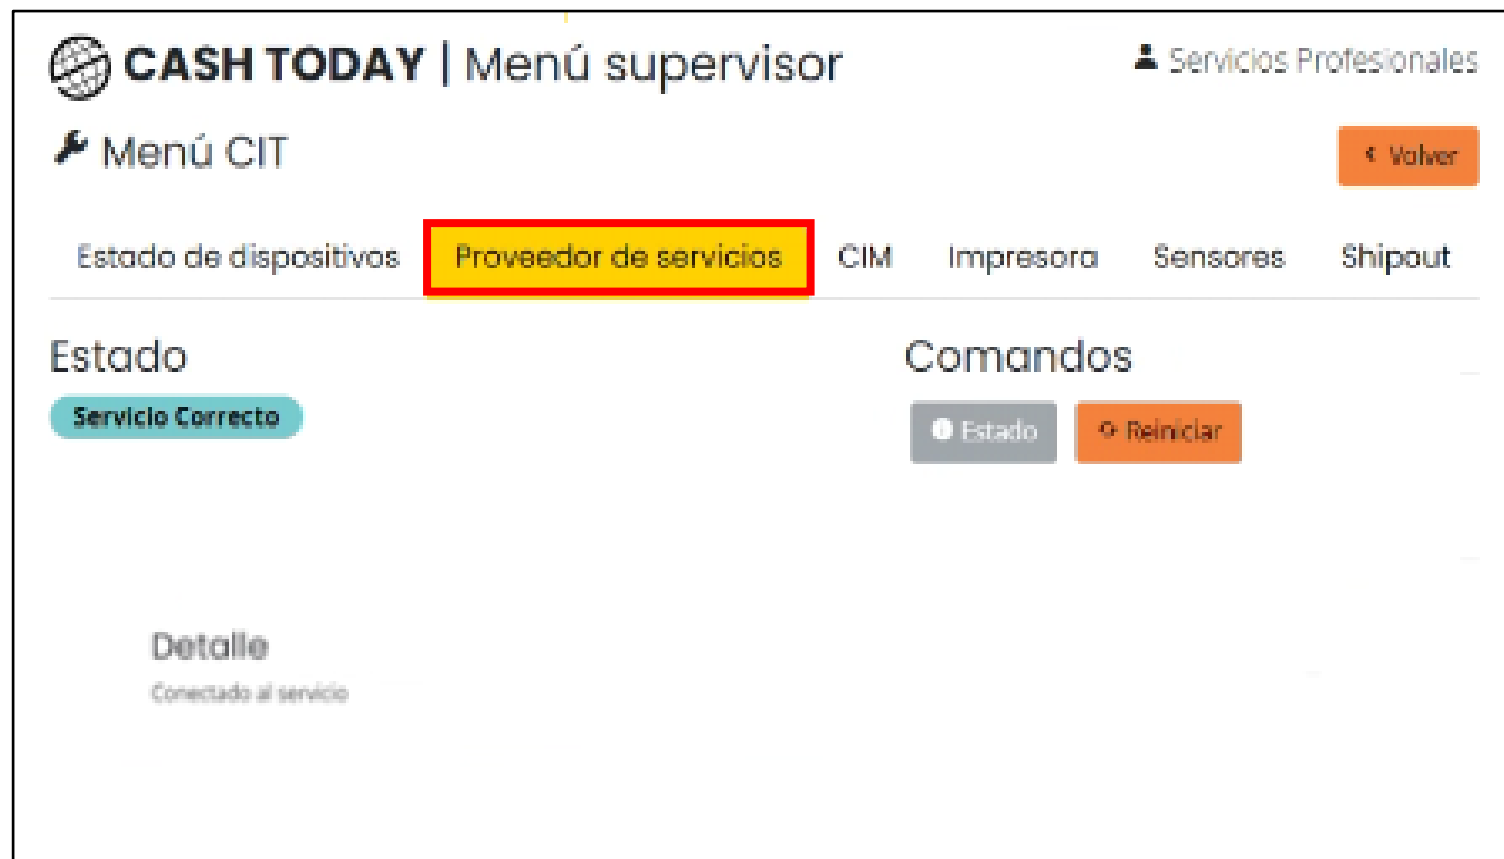 CASH TODAY | Menú supervisor
Servicios Profesionales
Menú CIT
Volver
Estado de dispositivos Proveedor de servicios CIM Impresora Sensores Shipout
Estado
Comandos
Servicio Correcto
Estado Reiniciar
Detalle
Conectado al servicio